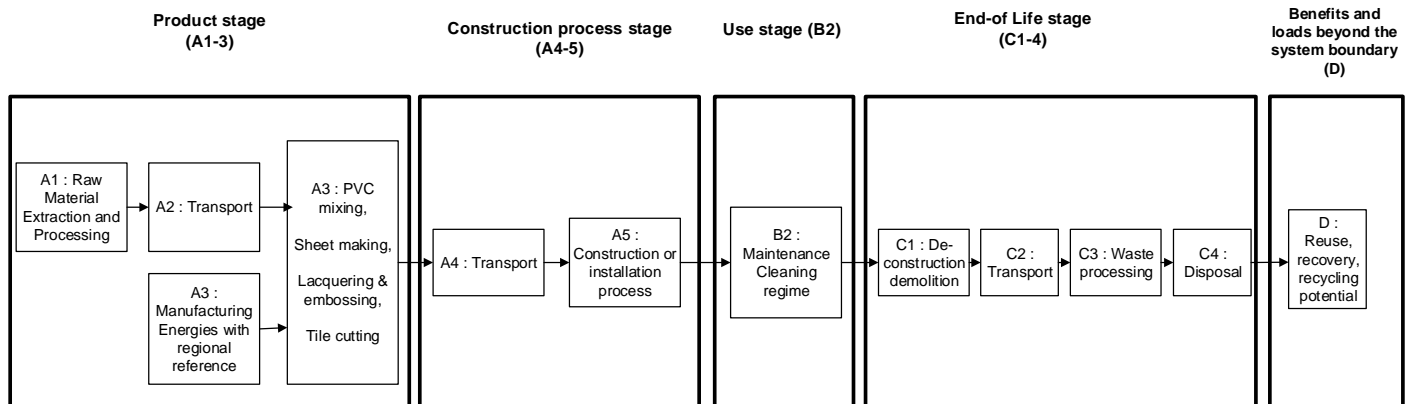 Product stage
(A1-3)
Construction process stage
(A4-5)
Use stage (B2)
End-of Life stage
(C1-4)
Benefits and
loads beyond the
system boundary
(D)
A1 : Raw
Material
Extraction and
Processing
A2 : Transport
A3 :
Manufacturing
Energies with
regional
reference
A3 : PVC
mixing,
Sheet making,
Lacquering &
embossing,
Tile cutting
A4 : Transport
A5 :
Construction or
installation
process
B2 :
Maintenance
Cleaning
regime
C1 : De-
construction
demolition
C2 :
Transport
C3 : Waste
processing
C4 :
Disposal
D :
Reuse,
recovery,
recycling
potential